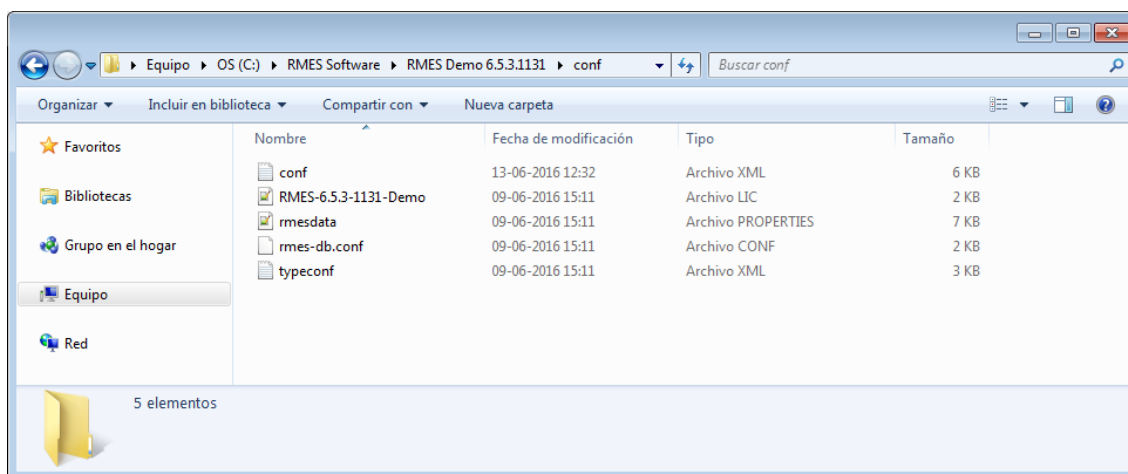 Equipo OS (C:) RMES Software RMES Demo 6.5.3.1131 conf Buscar conf
Organizar Incluir en biblioteca Compartir con Nueva carpeta
Nombre Fecha de modificación Tipo Tamaño
Favoritos
Bibliotecas
Grupo en el hogar
Equipo
Red
conf 13-06-2016 12:32 Archivo XML 6 KB
RMES-6.5.3-1131-Demo 09-06-2016 15:11 Archivo LIC 2 KB
rmesdata 09-06-2016 15:11 Archivo PROPERTIES 7 KB
rmes-db.conf 09-06-2016 15:11 Archivo CONF 2 KB
typeconf 09-06-2016 15:11 Archivo XML 3 KB
5 elementos